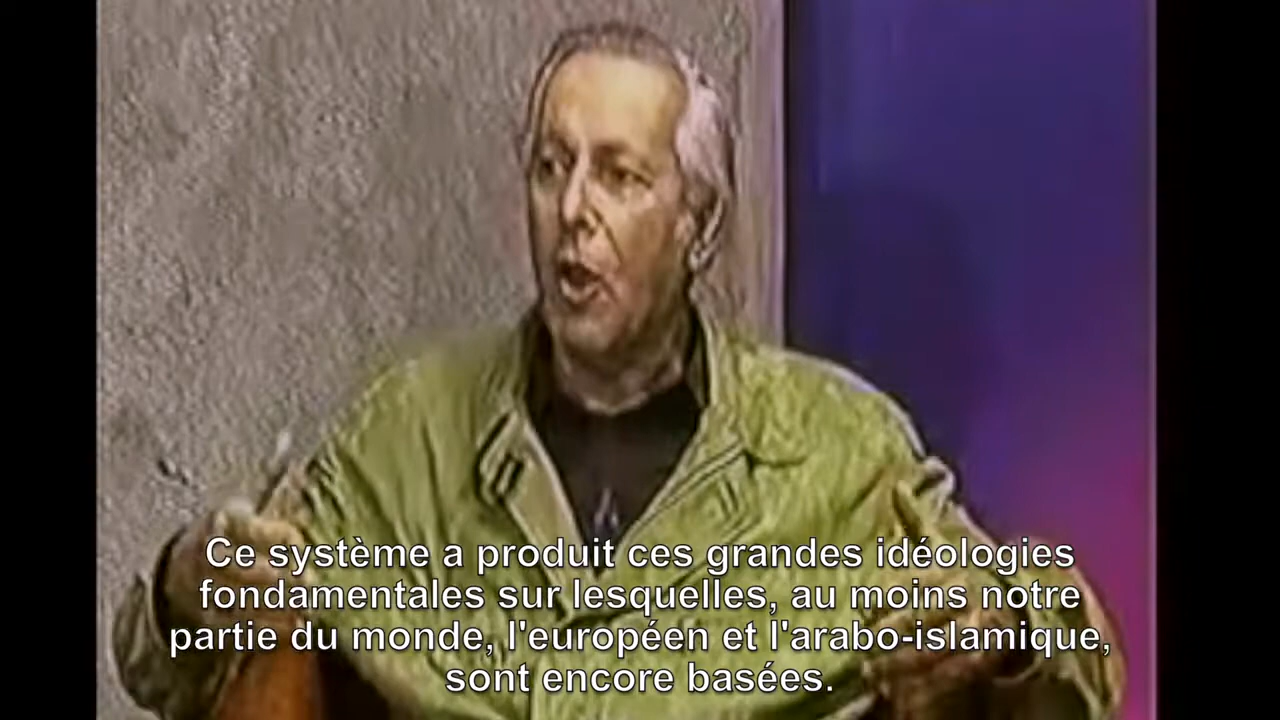 Ce système a produit ces grandes idéologies
fondamentales sur lesquelles, au moins notre
partie du monde, l'européen et l'arabo-islamique,
sont encore basées.